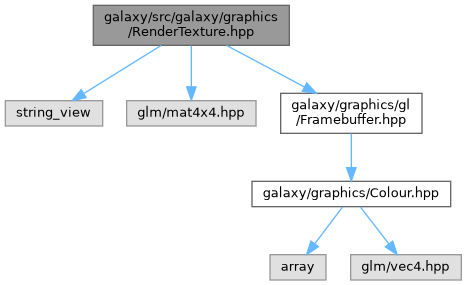 galaxy/src/galaxy/graphics
/RenderTexture.hpp
string_view
glm/mat4x4.hpp
galaxy/graphics/gl
/Framebuffer.hpp
galaxy/graphics/Colour.hpp
array
glm/vec4.hpp